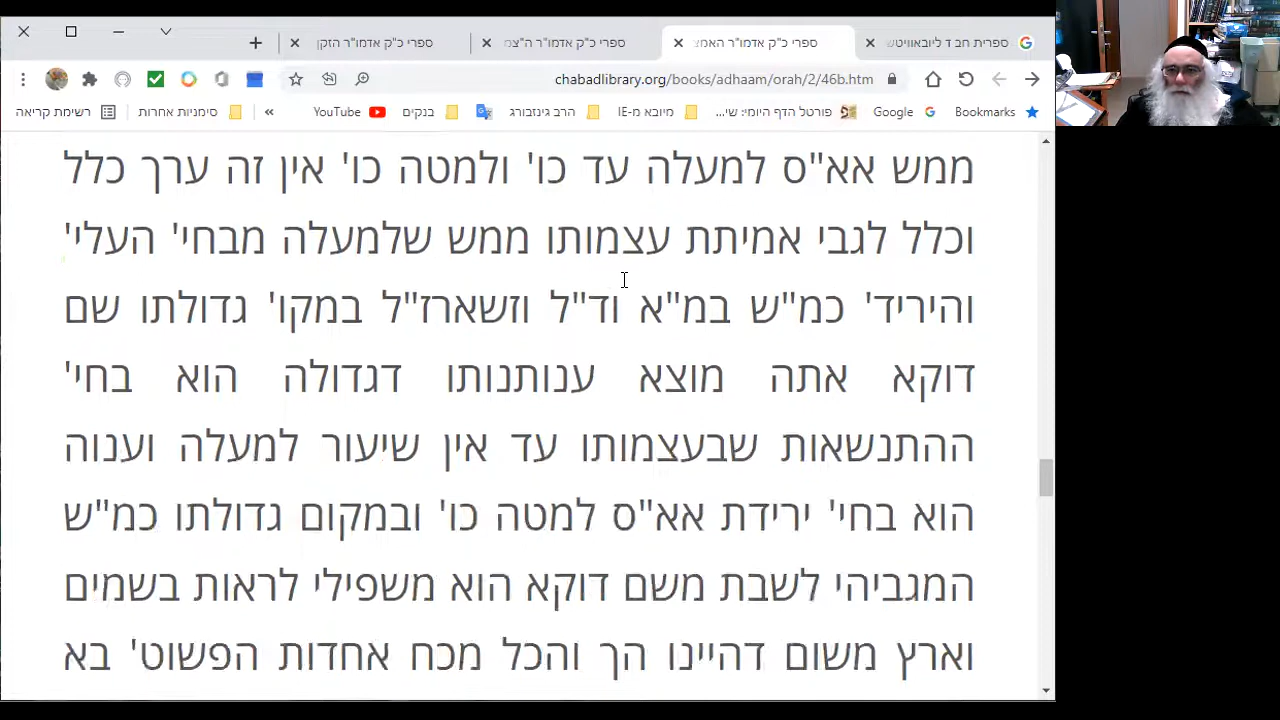 ספרית חב ד ליובאוויטש
ספרי כ"ק אדמו"ר האמצ
ספרי כ"ק אדמו"ר
ספרי כ"ק אדמו"ר הזקן
chabadlibrary.org/books/adhaam/orah/2/46b.htm
Bookmarks
Google
פורטל הדף היומי: שי...
מיובא מ-IE
הרב גינזבורג
בנקים
YouTube
»
סימניות אחרות
רשימת קריאה
ממש אא"ס למעלה עד כו' ולמטה כו' אין זה ערך כלל
וכלל לגבי אמיתת עצמותו ממש שלמעלה מבחי' העלי'
והיריד' כמ"ש במ"א וד"ל וזשארז"ל במקו' גדולתו שם
דוקא אתה מוצא ענותנותו דגדולה הוא בחי'
ההתנשאות שבעצמותו עד אין שיעור למעלה וענוה
הוא בחי' ירידת אא"ס למטה כו' ובמקום גדולתו כמ"ש
המגביהי לשבת משם דוקא הוא משפילי לראות בשמים
וארץ משום דהיינו הך והכל מכח אחדות הפשוט' בא